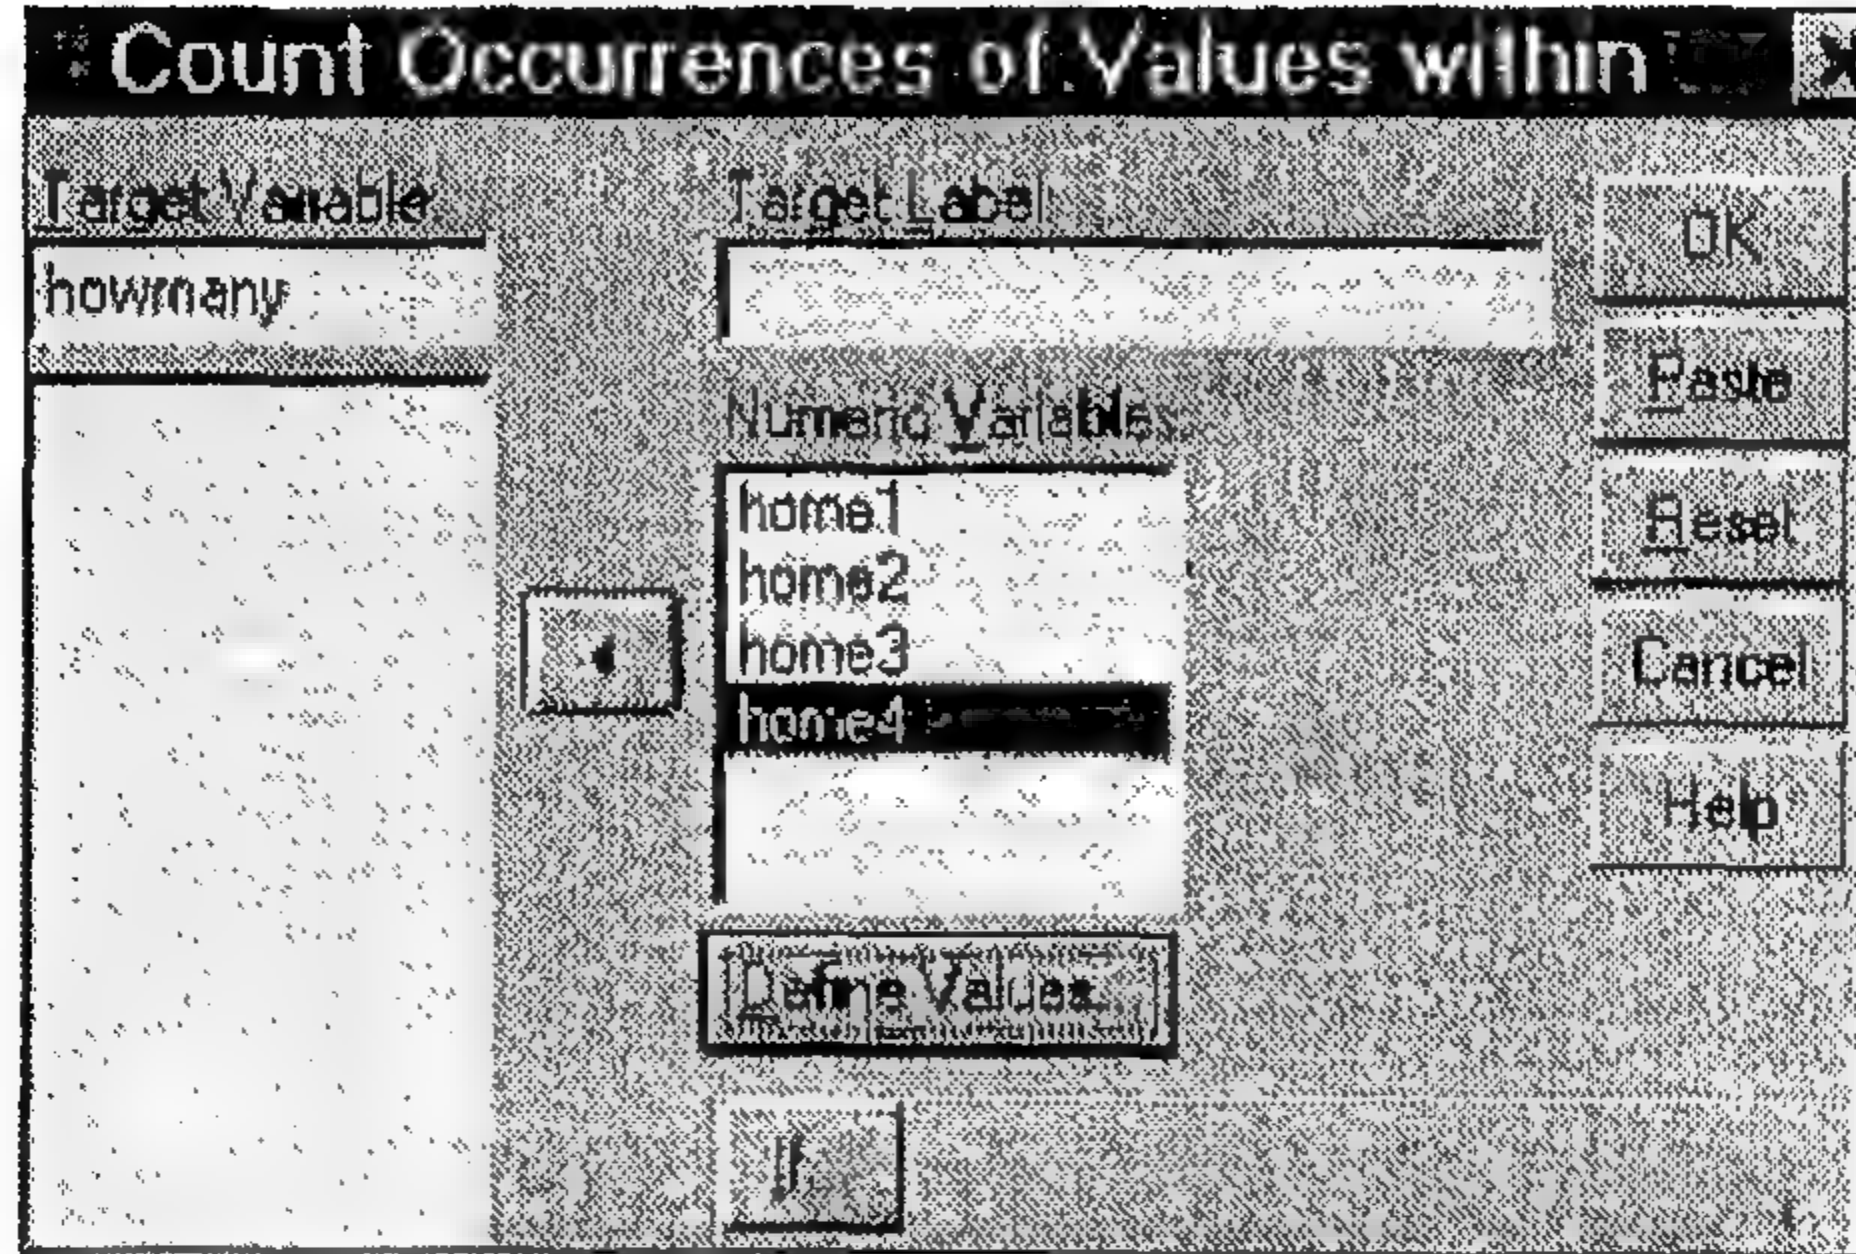 Count Occurrences of Values within
Target Variable:
howmany
Target Label:
Numeric Variables:
home1
home2
home3
home4
Define Values...
If...
OK
Paste
Reset
Cancel
Help